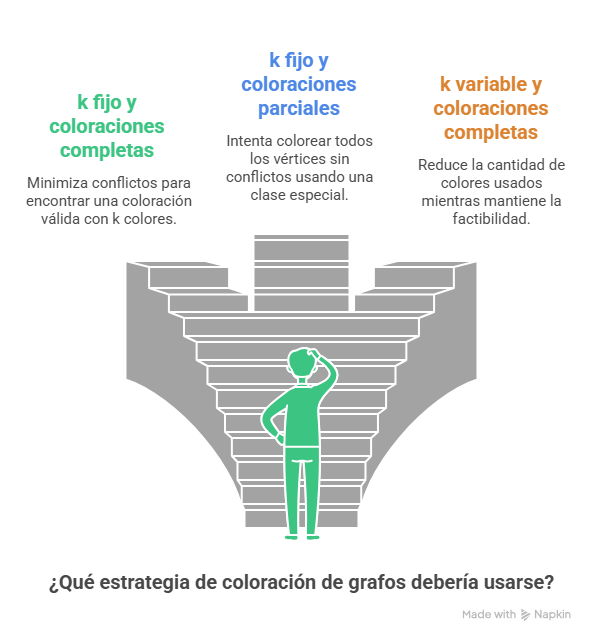 k fijo y
coloraciones
completas
Minimiza conflictos para
encontrar una coloración
válida con k colores.
k fijo y
coloraciones
parciales
Intenta colorear todos
los vértices sin
conflictos usando una
clase especial.
k variable y
coloraciones
completas
Reduce la cantidad de
colores usados
mientras mantiene la
factibilidad.
¿Qué estrategia de coloración de grafos debería usarse?
Made with Napkin